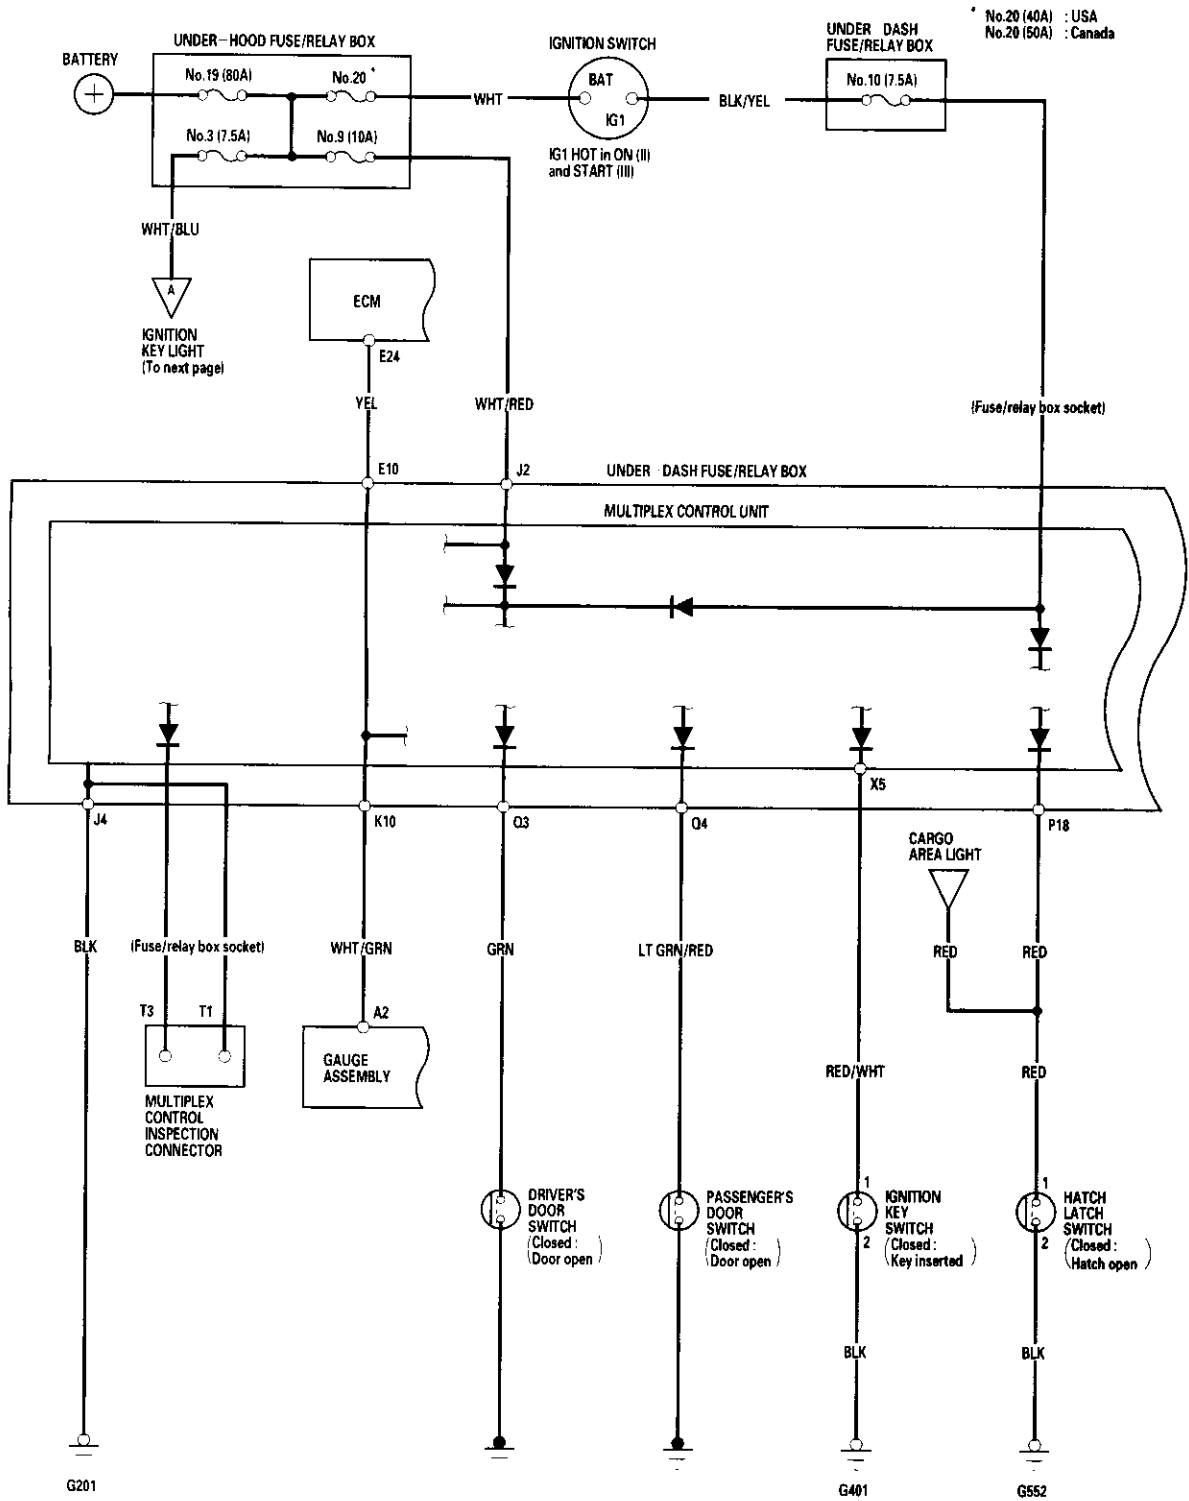 * No.20 (40A) : USA
No.20 (50A) : Canada
UNDER-HOOD FUSE/RELAY BOX
IGNITION SWITCH
UNDER DASH
FUSE/RELAY BOX
BATTERY
No.19 (80A)
No.20 *
BAT
No.10 (7.5A)
WHT
BLK/YEL
IG1
No.3 (7.5A)
No.9 (10A)
IG1 HOT in ON (II)
and START (III)
WHT/BLU
A
IGNITION
KEY LIGHT
(To next page)
ECM
E24
YEL
WHT/RED
(Fuse/relay box socket)
E10
J2
UNDER DASH FUSE/RELAY BOX
MULTIPLEX CONTROL UNIT
X5
J4
K10
O3
O4
P18
CARGO
AREA LIGHT
BLK
(Fuse/relay box socket)
WHT/GRN
GRN
LT GRN/RED
RED
RED
T3
T1
A2
GAUGE
ASSEMBLY
RED/WHT
RED
MULTIPLEX
CONTROL
INSPECTION
CONNECTOR
DRIVER'S
DOOR
SWITCH
(Closed :
Door open)
PASSENGER'S
DOOR
SWITCH
(Closed :
Door open)
1
2
IGNITION
KEY
SWITCH
(Closed :
Key inserted)
1
2
HATCH
LATCH
SWITCH
(Closed :
Hatch open)
BLK
BLK
G201
G401
G552